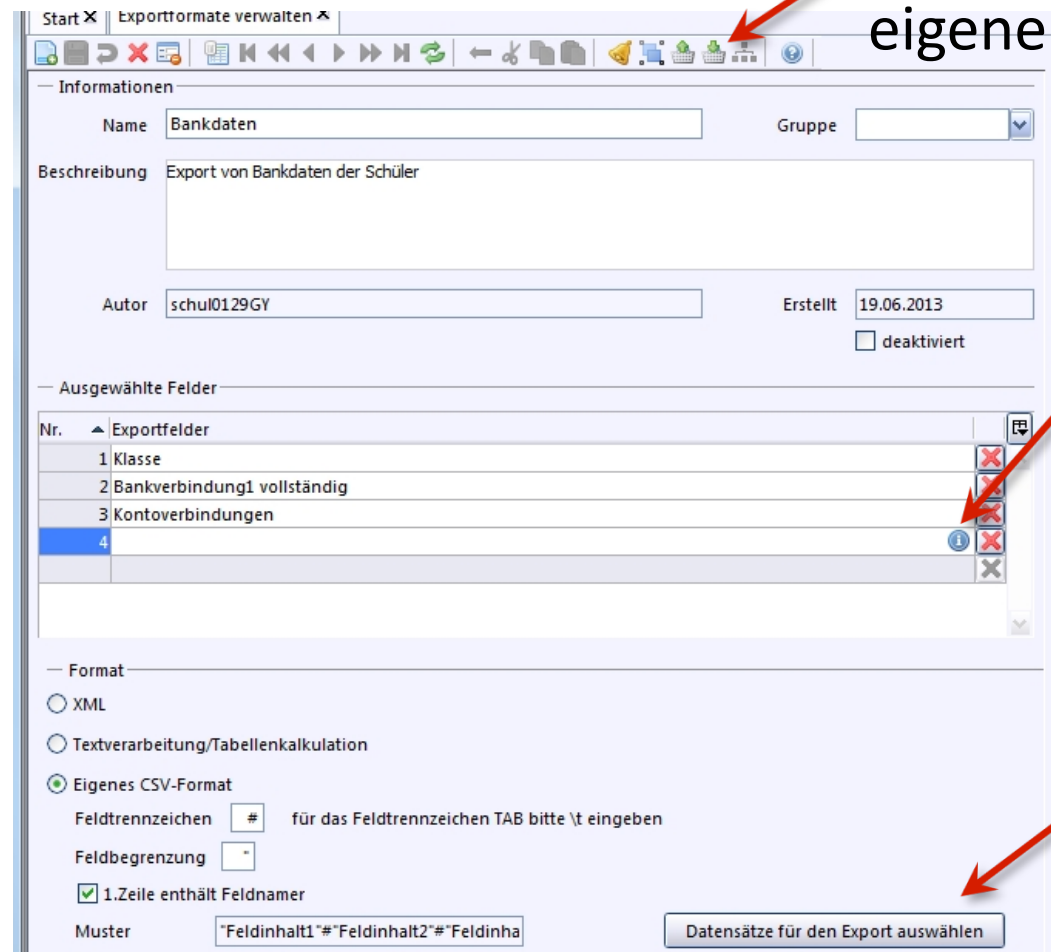 Start Exportformate verwalten
eigene
Informationen
Name Bankdaten Gruppe
Beschreibung Export von Bankdaten der Schüler
Autor schul0129GY Erstellt 19.06.2013
deaktiviert
Ausgewählte Felder
Nr. Exportfelder
1 Klasse
2 Bankverbindung1 vollständig
3 Kontoverbindungen
4
Format
XML
Textverarbeitung/Tabellenkalkulation
Eigenes CSV-Format
Feldtrennzeichen # für das Feldtrennzeichen TAB bitte \t eingeben
Feldbegrenzung "
1.Zeile enthält Feldnamer
Muster "Feldinhalt1"#"Feldinhalt2"#"Feldinha Datensätze für den Export auswählen